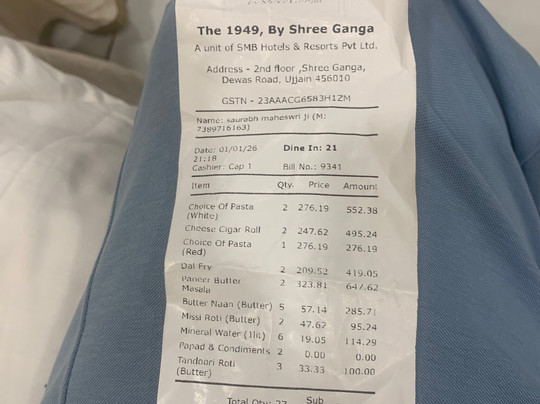 The 1949, By Shree Ganga
A unit of SMB Hotels & Resorts Pvt Ltd.
Address - 2nd floor ,Shree Ganga,
Dewas Road, Ujjain 456010
GSTN - 23AAACG6583H1ZM
Name: saurabh maheswri ji (M:
7389716163)
Date: 01/01/26 Dine In: 21
21:18
Cashier: Cap 1 Bill No.: 9341
Item Qty. Price Amount
Choice Of Pasta 2 276.19 552.38
(White)
Cheese Cigar Roll 2 247.62 495.24
Choice Of Pasta 1 276.19 276.19
(Red)
Dal Fry 2 209.52 419.05
Paneer Butter 2 323.81 647.62
Masala
Butter Naan (Butter) 5 57.14 285.71
Missi Roti (Butter) 2 47.62 95.24
Mineral Water (1lit) 6 19.05 114.29
Papad & Condiments 2 0.00 0.00
Tandoori Roti 3 33.33 100.00
(Butter)
Total Qty: Sub